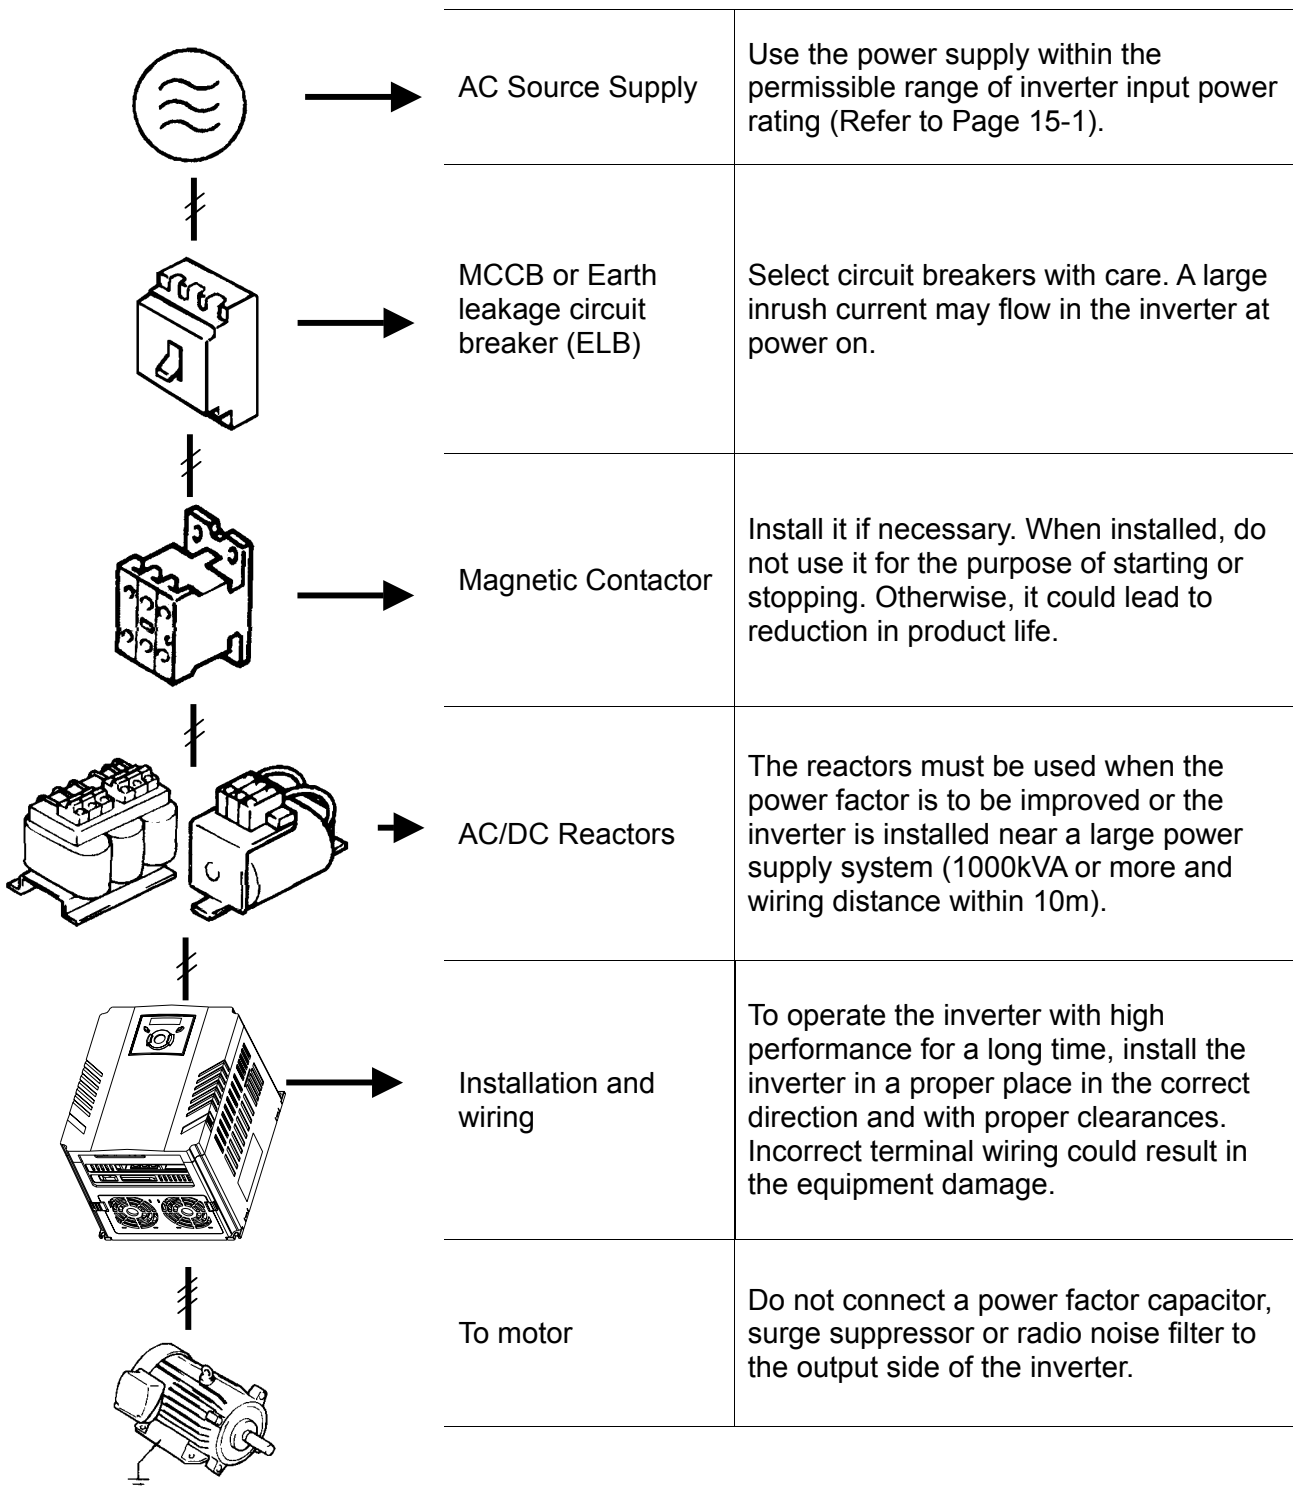 AC Source Supply
Use the power supply within the
permissible range of inverter input power
rating (Refer to Page 15-1).
MCCB or Earth
leakage circuit
breaker (ELB)
Select circuit breakers with care. A large
inrush current may flow in the inverter at
power on.
Magnetic Contactor
Install it if necessary. When installed, do
not use it for the purpose of starting or
stopping. Otherwise, it could lead to
reduction in product life.
AC/DC Reactors
The reactors must be used when the
power factor is to be improved or the
inverter is installed near a large power
supply system (1000kVA or more and
wiring distance within 10m).
Installation and
wiring
To operate the inverter with high
performance for a long time, install the
inverter in a proper place in the correct
direction and with proper clearances.
Incorrect terminal wiring could result in
the equipment damage.
To motor
Do not connect a power factor capacitor,
surge suppressor or radio noise filter to
the output side of the inverter.